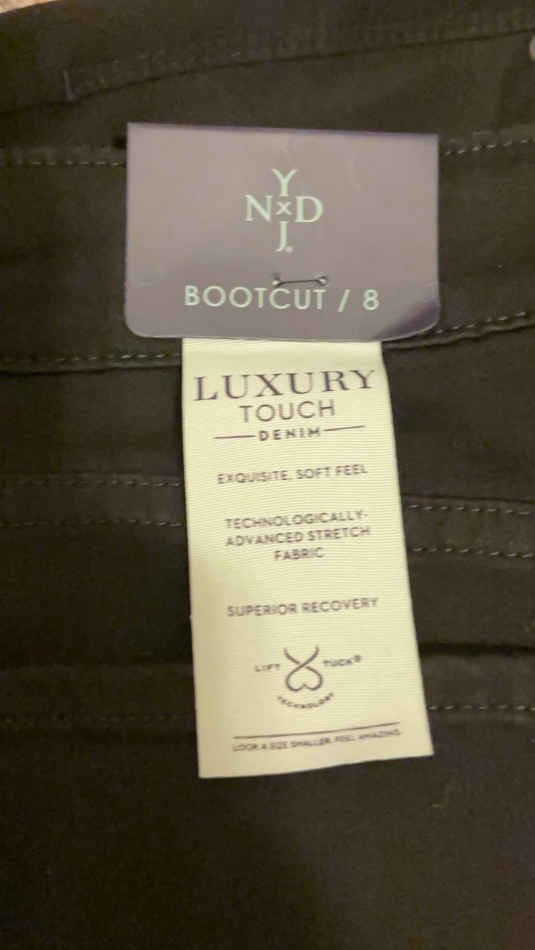 Y
N×D
J®
BOOTCUT / 8
LUXURY
TOUCH
DENIM
EXQUISITE, SOFT FEEL
TECHNOLOGICALLY-
ADVANCED STRETCH
FABRIC
SUPERIOR RECOVERY
LIFT TUCK®
TECHNOLOGY
LOOK A SIZE SMALLER. FEEL AMAZING.